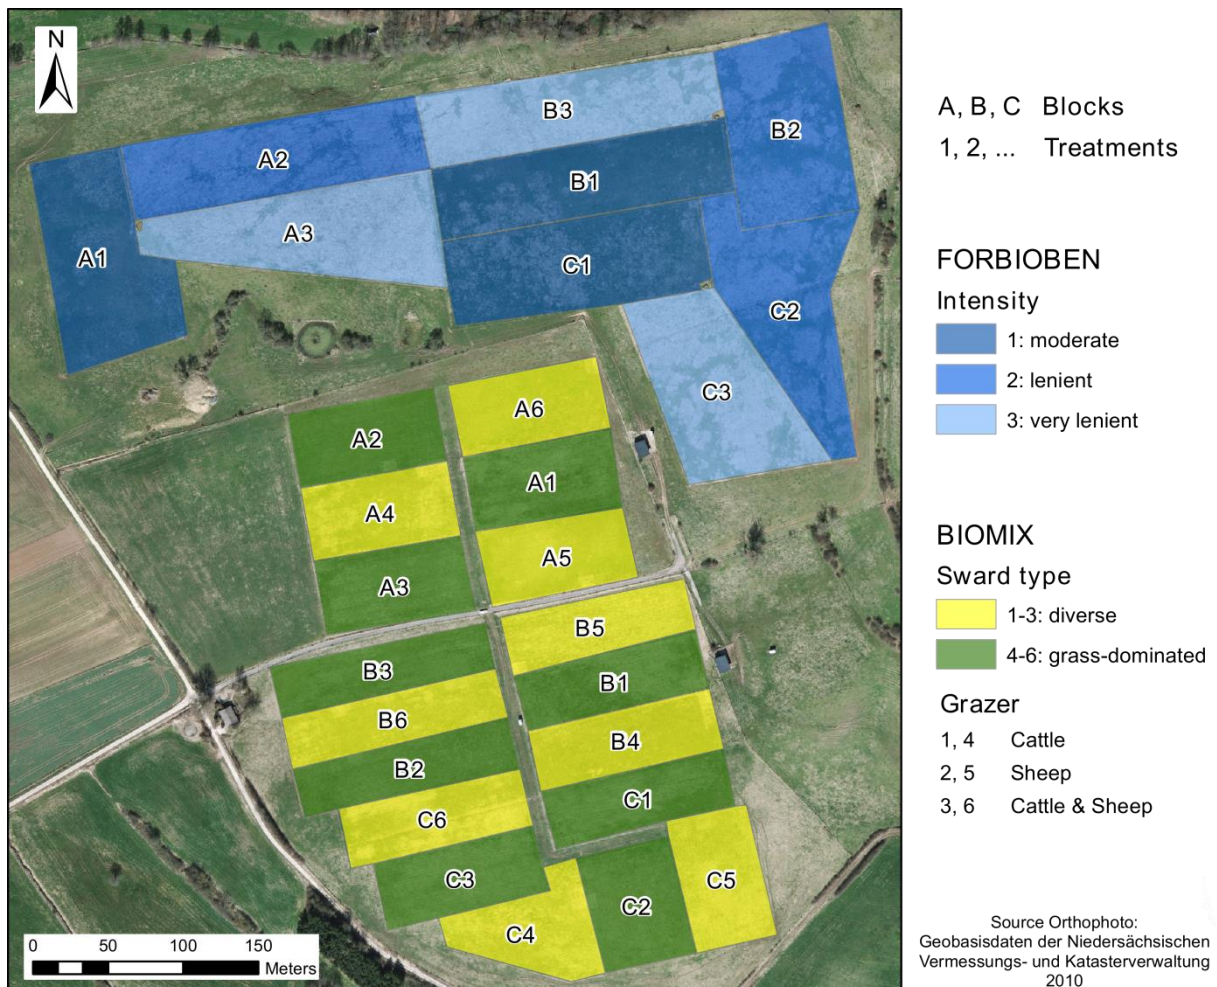 N
B3
B2
A2
B1
A3
A1
C1
C2
C3
A6
A2
A1
A4
A5
A3
B5
B3
B1
B6
B4
B2
C1
C6
C3
C5
C2
C4
0 50 100 150
Meters
A, B, C Blocks
1, 2, ... Treatments
FORBIOBEN
Intensity
1: moderate
2: lenient
3: very lenient
BIOMIX
Sward type
1-3: diverse
4-6: grass-dominated
Grazer
1, 4 Cattle
2, 5 Sheep
3, 6 Cattle & Sheep
Source Orthophoto:
Geobasisdaten der Niedersächsischen
Vermessungs- und Katasterverwaltung
2010